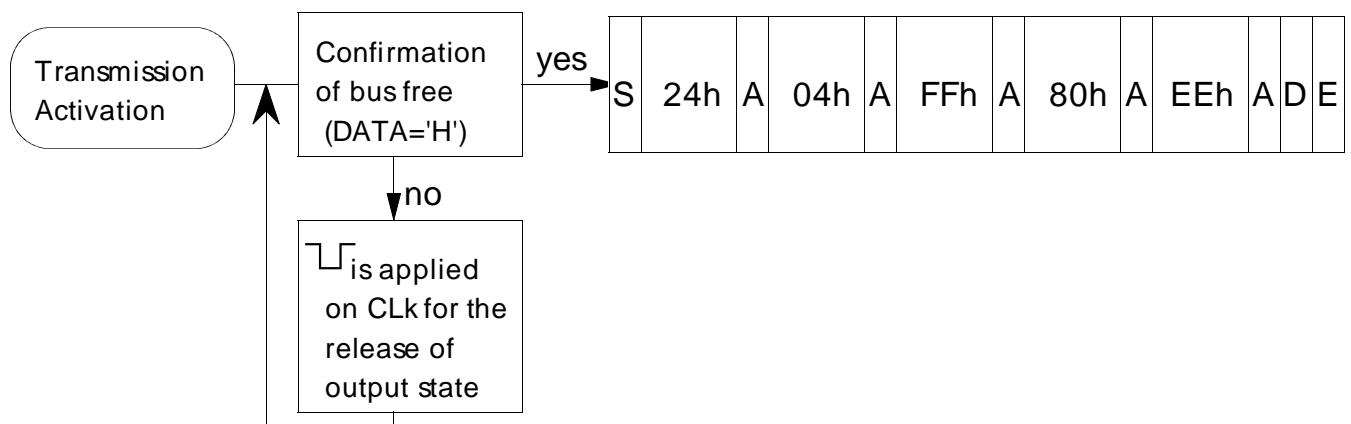 Transmission
Activation
Confirmation
of bus free
(DATA='H')
yes
S 24h A 04h A FFh A 80h A EEh A D E
no
is applied
on CLk for the
release of
output state